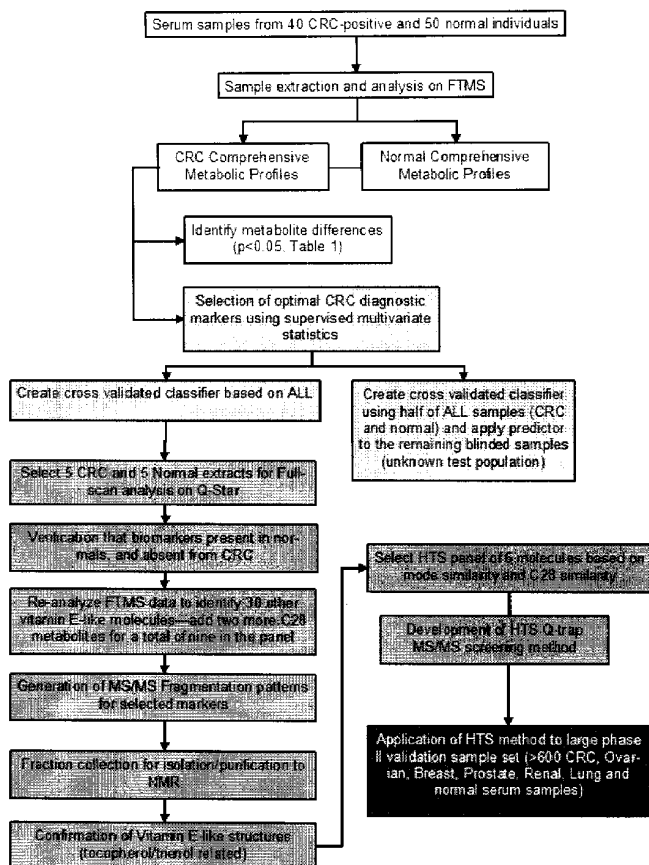 Serum samples from 40 CRC-positive and 50 normal individuals
Sample extraction and analysis on FTMS
CRC Comprehensive
Metabolic Profiles
Normal Comprehensive
Metabolic Profiles
Identify metabolite differences
(p<0.05, Table 1)
Selection of optimal CRC diagnostic
markers using supervised multivariate
statistics
Create cross validated classifier based on ALL
Create cross validated classifier
using half of ALL samples (CRC
and normal) and apply predictor
to the remaining blinded samples
(unknown test population)
Select 5 CRC and 5 Normal extracts for Full-
scan analysis on Q-Star
Verification that biomarkers present in nor-
mals, and absent from CRC
Re-analyze FTMS data to identify 30 other
vitamin E-like molecules—add two more C28
metabolites for a total of nine in the panel
Generation of MS/MS Fragmentation patterns
for selected markers
Fraction collection for isolation/purification to
NMR
Confirmation of Vitamin E-like structures
(tocopherol/trienol related)
Select HTS panel of 6 molecules based on
mode similarity and C28 similarity
Development of HTS Q-trap
MS/MS screening method
Application of HTS method to large phase
II validation sample set (>600 CRC, Ovar-
ian, Breast, Prostate, Renal, Lung and
normal serum samples)